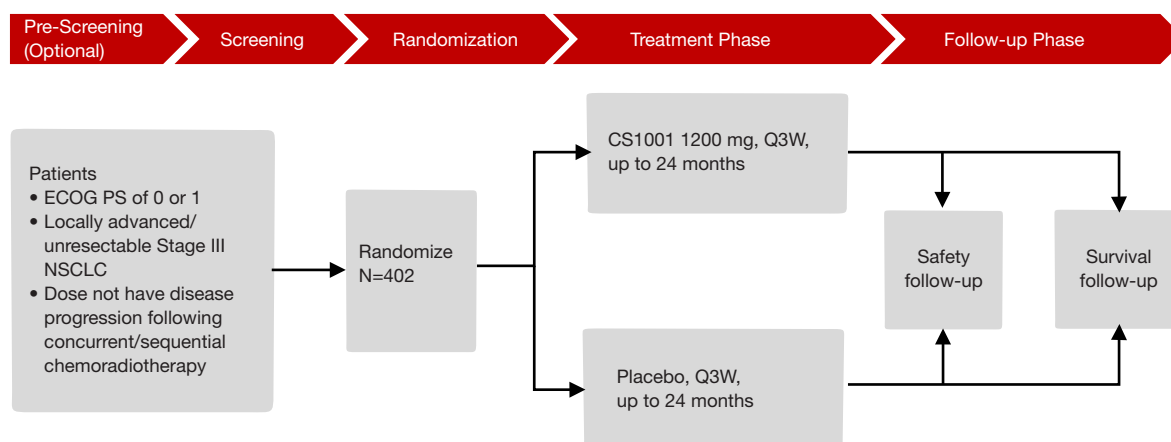 Pre-Screening
(Optional)
Screening
Randomization
Treatment Phase
Follow-up Phase
Patients
• ECOG PS of 0 or 1
• Locally advanced/
unresectable Stage III
NSCLC
• Dose not have disease
progression following
concurrent/sequential
chemoradiotherapy
Randomize
N=402
CS1001 1200 mg, Q3W,
up to 24 months
Placebo, Q3W,
up to 24 months
Safety
follow-up
Survival
follow-up